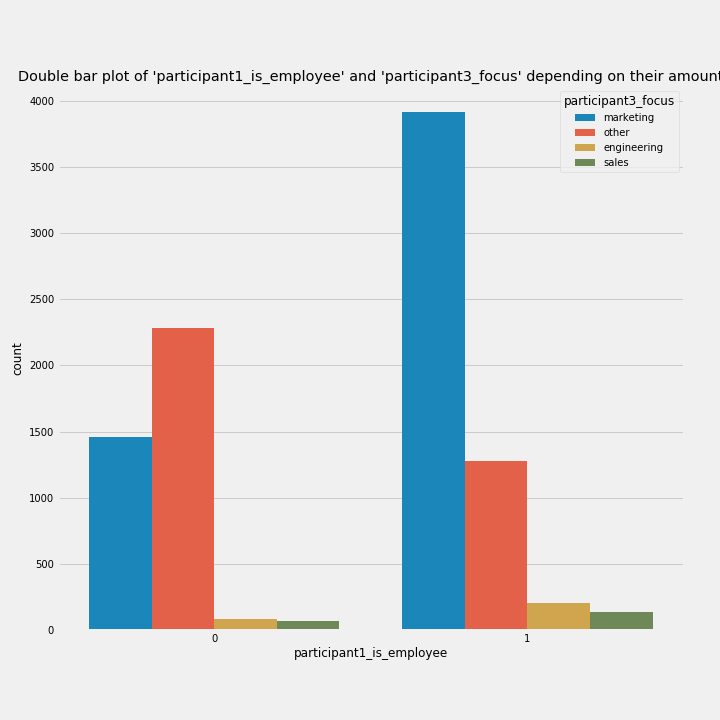 Double bar plot of 'participant1_is_employee' and 'participant3_focus' depending on their amount
participant3_focus
marketing
other
engineering
sales
4000
3500
3000
2500
2000
1500
1000
500
0
count
0
1
participant1_is_employee